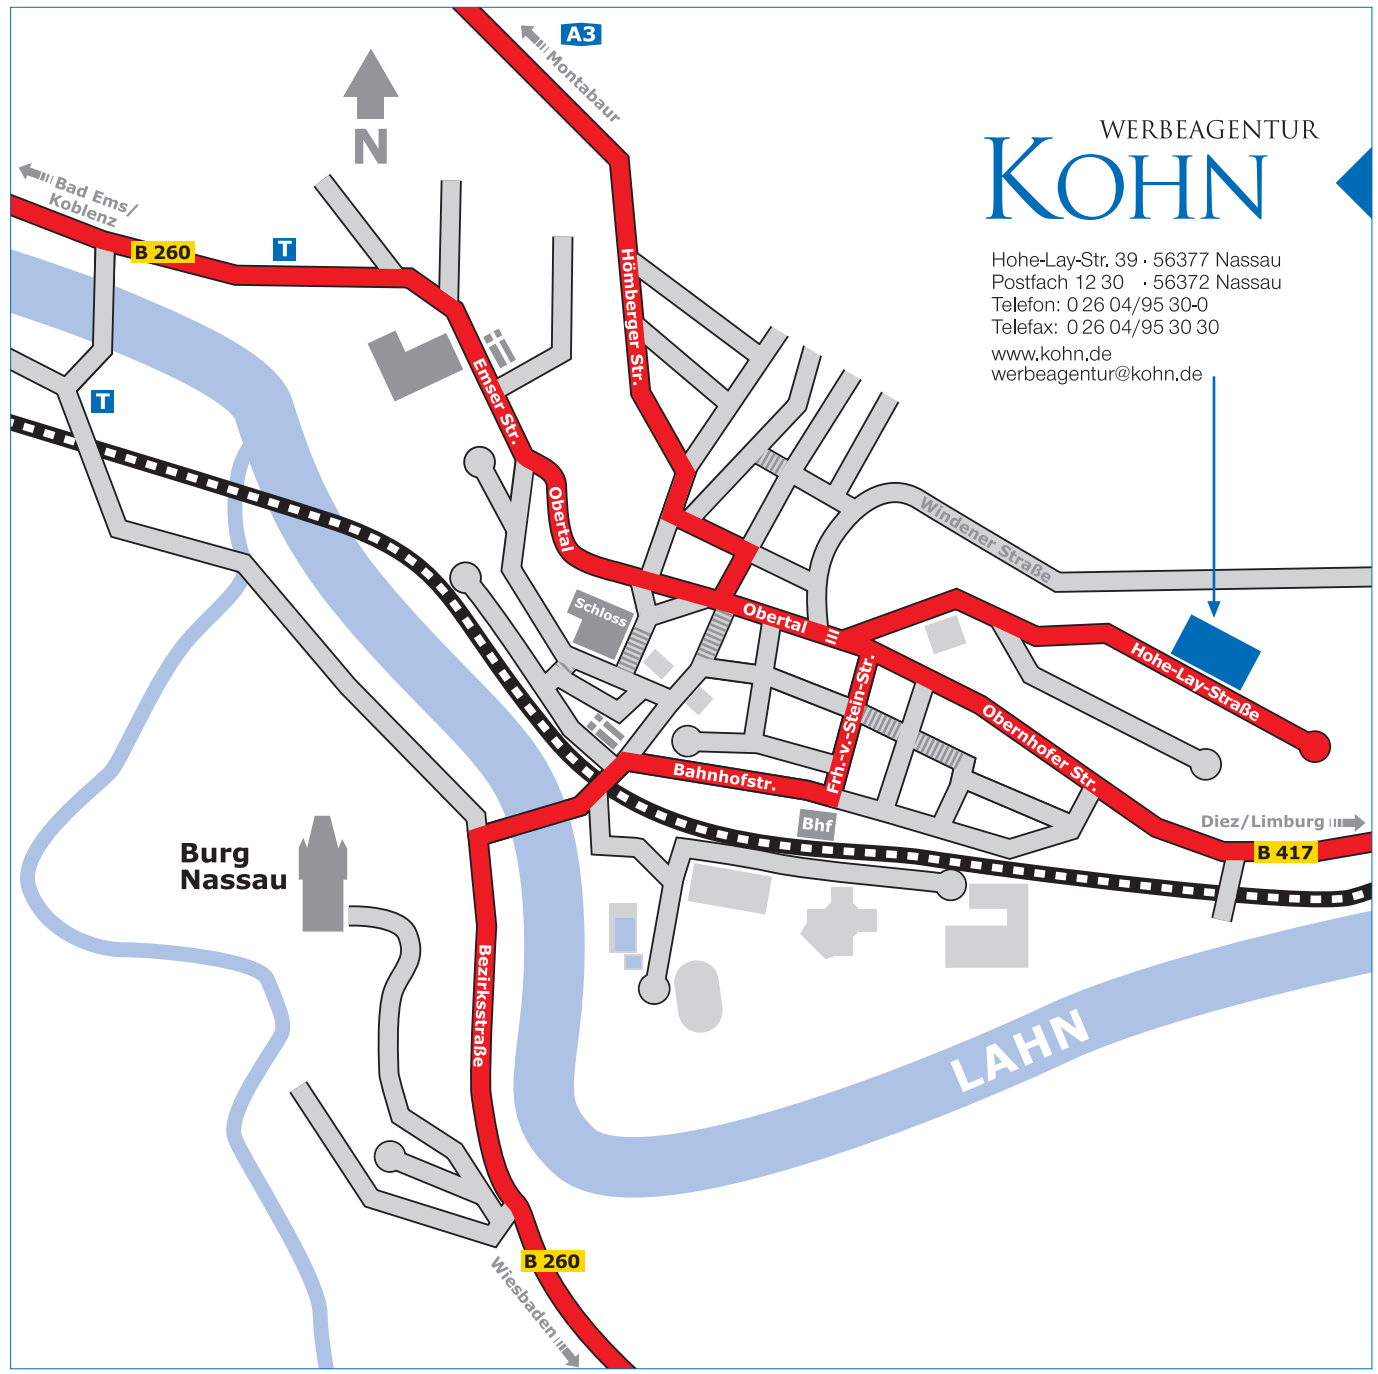 A3
Montabaur
N
WERBEAGENTUR
KOHN
Hohe-Lay-Str. 39 · 56377 Nassau
Postfach 12 30 · 56372 Nassau
Telefon: 0 26 04/95 30-0
Telefax: 0 26 04/95 30 30
www.kohn.de
werbeagentur@kohn.de
Bad Ems/
Koblenz
B 260
T
Hömberger Str.
Emser Str.
T
Obertal
Windener Straße
Schloss
Obertal
Hohe-Lay-Straße
Frh.-v.-Stein-Str.
Obernhofer Str.
Bahnhofstr.
Bhf
Diez/Limburg
B 417
Burg
Nassau
Bezirksstraße
LAHN
B 260
Wiesbaden